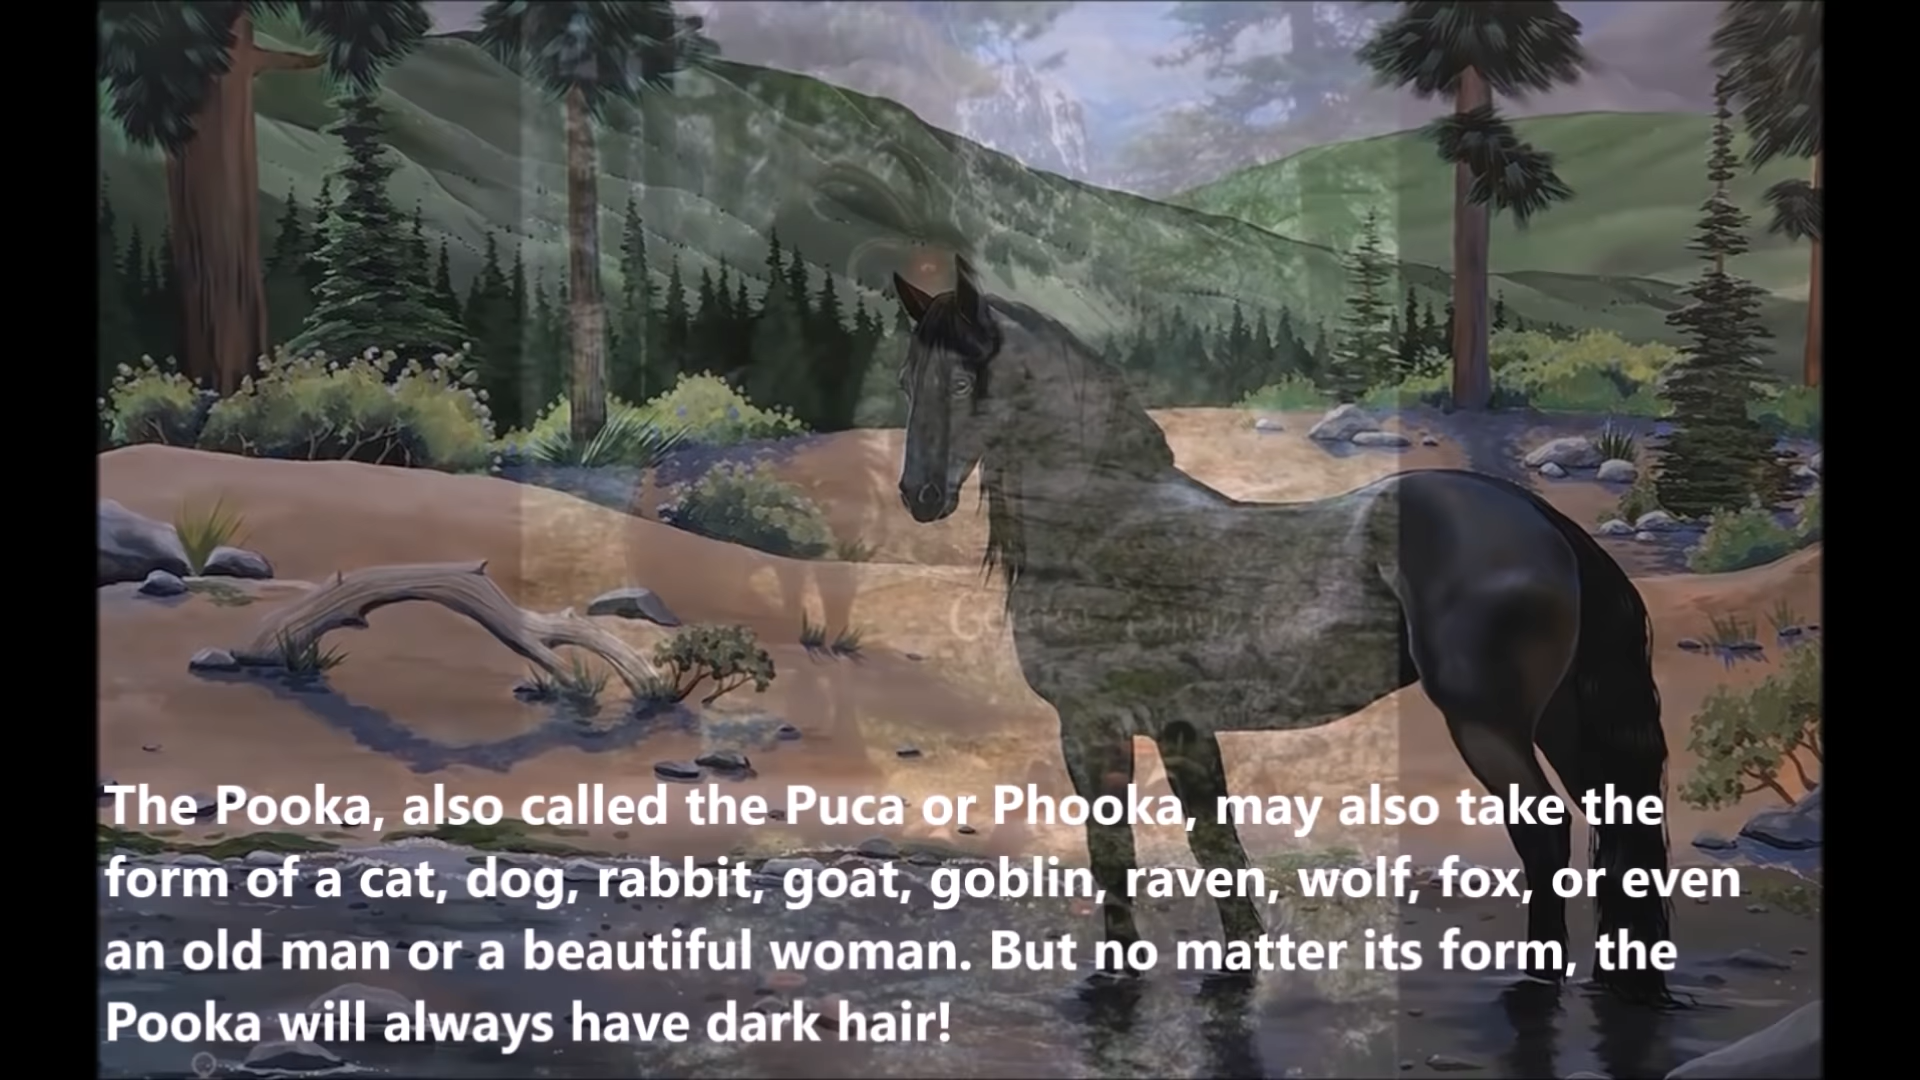 The Pooka, also called the Puca or Phooka, may also take the
form of a cat, dog, rabbit, goat, goblin, raven, wolf, fox, or even
an old man or a beautiful woman. But no matter its form, the
Pooka will always have dark hair!